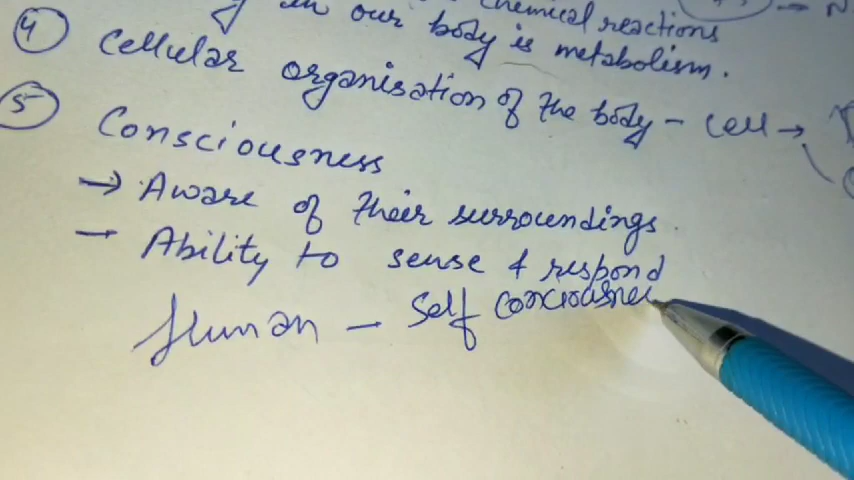 in our chemical reactions
body is metabolism.
④ Cellular organisation of the body - Cell →
⑤ Consciousness
→ Aware of their surroundings.
- Ability to sense & respond
Human - Self conciousne